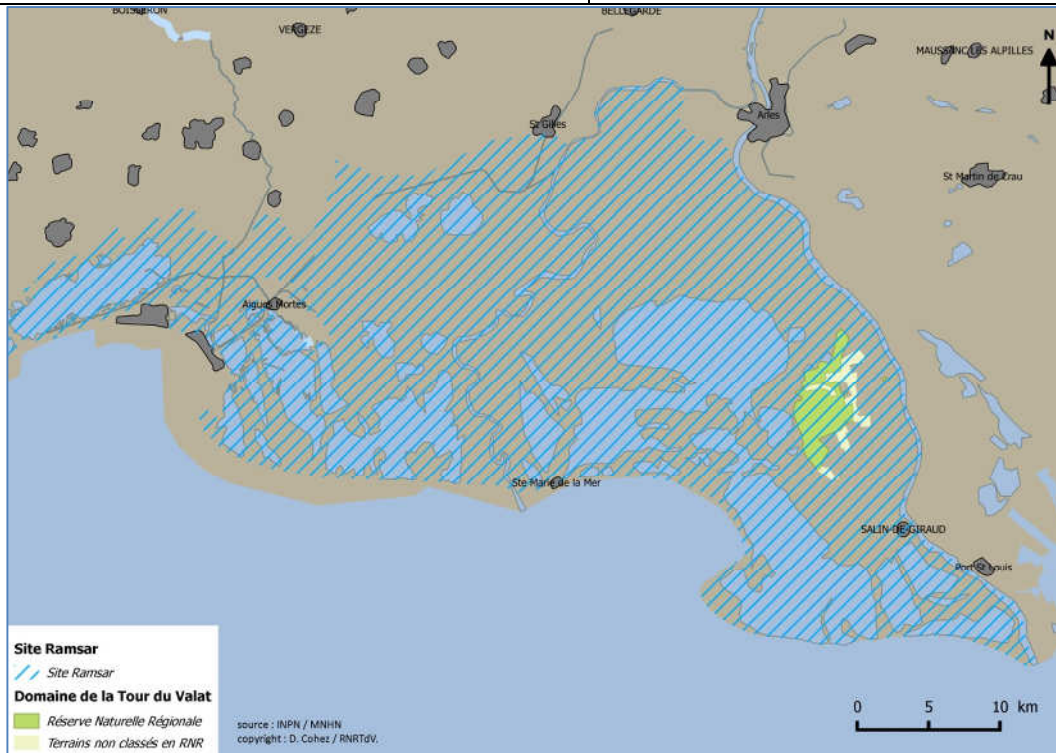 BOISSERON
VERGEZE
BELLEGARDE
MAUSSANC LES ALPILLES
N
St Gilles
Arles
St Martin de Crau
Aigues Mortes
Ste Marie de la Mer
SALIN-DE-GIRAUD
Port St Louis
Site Ramsar
Site Ramsar
Domaine de la Tour du Valat
Réserve Naturelle Régionale
Terrains non classés en RNR
source : INPN / MNHN
copyright : D. Cohez / RNRTdV.
0 5 10 km